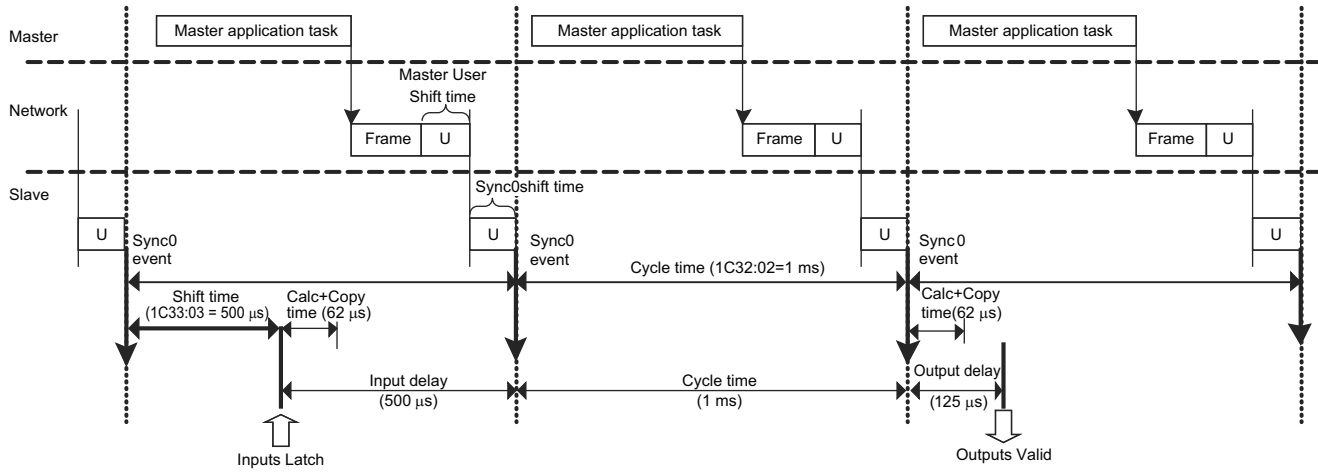 Master
Master application task
Master application task
Master application task
Master User
Shift time
Network
Frame
U
Frame
U
Frame
U
Slave
Sync0shift time
U
U
U
U
Sync0
event
Sync0
event
Sync0
event
Cycle time (1C32:02=1 ms)
Shift time
(1C33:03 = 500 μs)
Calc+Copy
time (62 μs)
Calc+Copy
time(62 μs)
Input delay
(500 μs)
Cycle time
(1 ms)
Output delay
(125 μs)
Inputs Latch
Outputs Valid